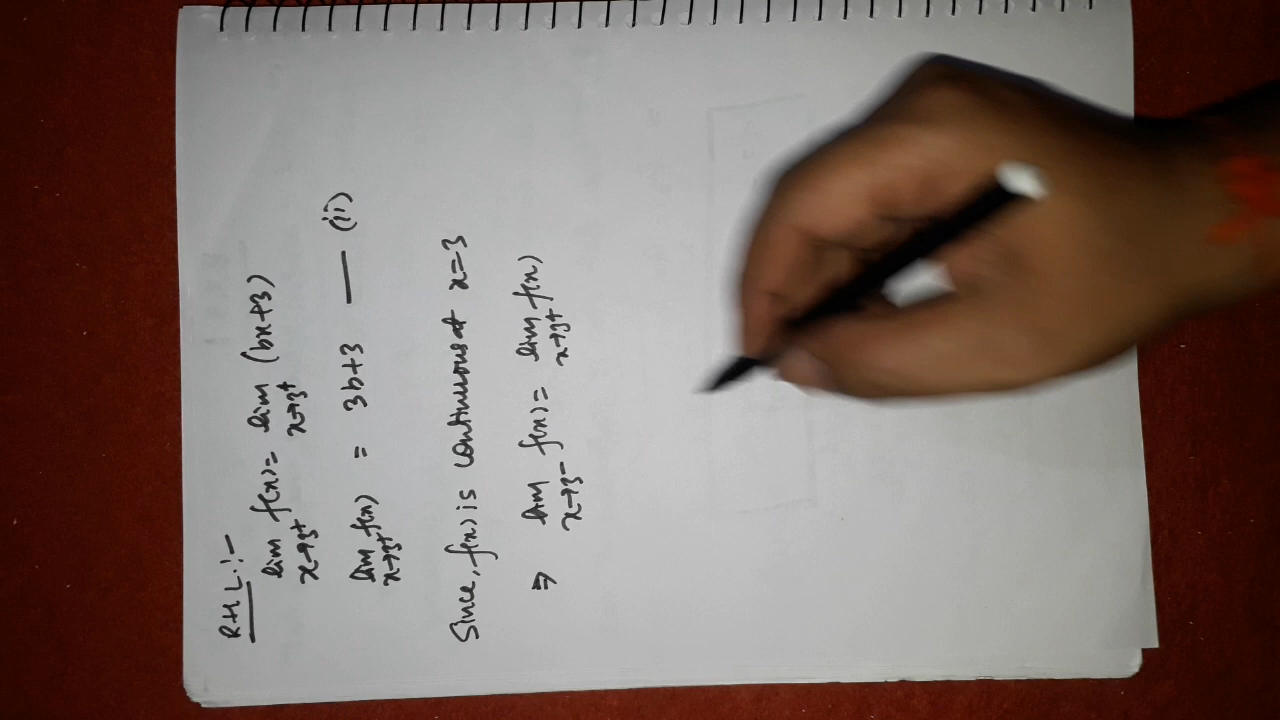 RHL:-
lim f(x) = lim (bx+3)
x→3+ x→3+
lim f(x) = 3b+3 — (ii)
x→3+
Since, f(x) is continuous at x=3
⇒ lim f(x) = lim f(x)
x→3- x→3+